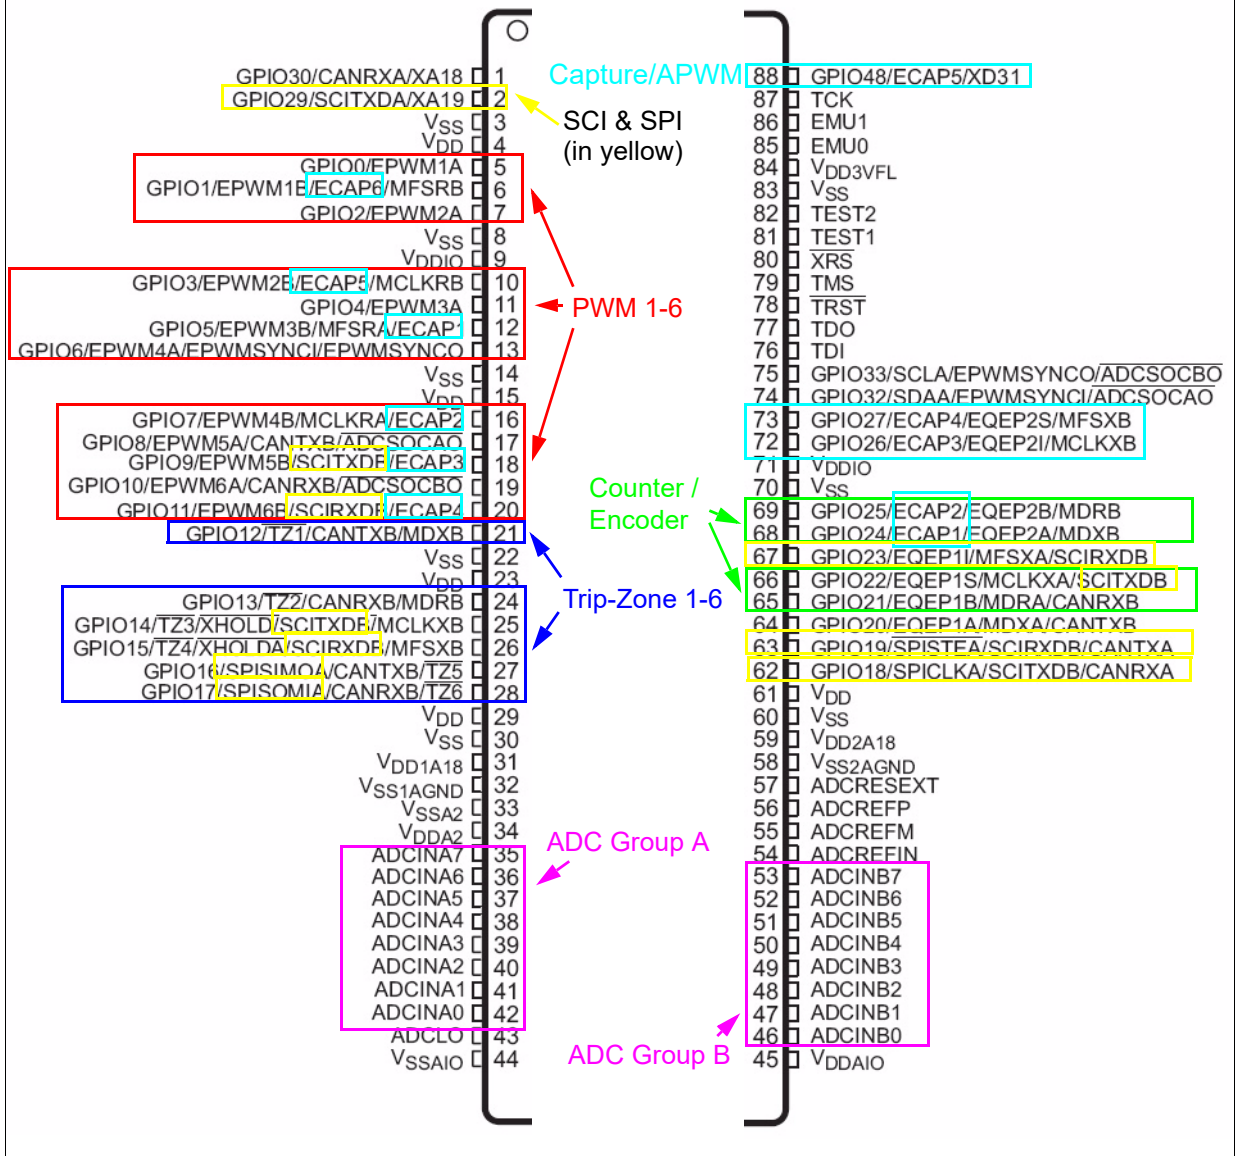 GPIO30/CANRXA/XA18 1
GPIO29/SCITXDA/XA19 2
VSS 3
VDD 4
GPIO0/EPWM1A 5
GPIO1/EPWM1B/ECAP6/MFSRB 6
GPIO2/EPWM2A 7
VSS 8
VDDIO 9
GPIO3/EPWM2B/ECAP5/MCLKRB 10
GPIO4/EPWM3A 11
GPIO5/EPWM3B/MFSRA/ECAP1 12
GPIO6/EPWM4A/EPWMSYNCI/EPWMSYNCO 13
VSS 14
VDD 15
GPIO7/EPWM4B/MCLKRA/ECAP2 16
GPIO8/EPWM5A/CANTXB/ADCSOCAO 17
GPIO9/EPWM5B/SCITXDB/ECAP3 18
GPIO10/EPWM6A/CANRXB/ADCSOCBO 19
GPIO11/EPWM6B/SCIRXDB/ECAP4 20
GPIO12/TZ1/CANTXB/MDXB 21
VSS 22
VDD 23
GPIO13/TZ2/CANRXB/MDRB 24
GPIO14/TZ3/XHOLD/SCITXDB/MCLKXB 25
GPIO15/TZ4/XHOLDA/SCIRXDB/MFSXB 26
GPIO16/SPISIMOA/CANTXB/TZ5 27
GPIO17/SPISOMIA/CANRXB/TZ6 28
VDD 29
VSS 30
VDD1A18 31
VSS1AGND 32
VSSA2 33
VDDA2 34
ADCINA7 35
ADCINA6 36
ADCINA5 37
ADCINA4 38
ADCINA3 39
ADCINA2 40
ADCINA1 41
ADCINA0 42
ADCLO 43
VSSAIO 44
Capture/APWM
SCI & SPI
(in yellow)
PWM 1-6
Counter /
Encoder
Trip-Zone 1-6
ADC Group A
ADC Group B
88 GPIO48/ECAP5/XD31
87 TCK
86 EMU1
85 EMU0
84 VDD3VFL
83 VSS
82 TEST2
81 TEST1
80 XRS
79 TMS
78 TRST
77 TDO
76 TDI
75 GPIO33/SCLA/EPWMSYNCO/ADCSOCBO
74 GPIO32/SDAA/EPWMSYNCI/ADCSOCAO
73 GPIO27/ECAP4/EQEP2S/MFSXB
72 GPIO26/ECAP3/EQEP2I/MCLKXB
71 VDDIO
70 VSS
69 GPIO25/ECAP2/EQEP2B/MDRB
68 GPIO24/ECAP1/EQEP2A/MDXB
67 GPIO23/EQEP1I/MFSXA/SCIRXDB
66 GPIO22/EQEP1S/MCLKXA/SCITXDB
65 GPIO21/EQEP1B/MDRA/CANRXB
64 GPIO20/EQEP1A/MDXA/CANTXB
63 GPIO19/SPISTEA/SCIRXDB/CANTXA
62 GPIO18/SPICLKA/SCITXDB/CANRXA
61 VDD
60 VSS
59 VDD2A18
58 VSS2AGND
57 ADCRESEXT
56 ADCREFP
55 ADCREFM
54 ADCREFIN
53 ADCINB7
52 ADCINB6
51 ADCINB5
50 ADCINB4
49 ADCINB3
48 ADCINB2
47 ADCINB1
46 ADCINB0
45 VDDAIO